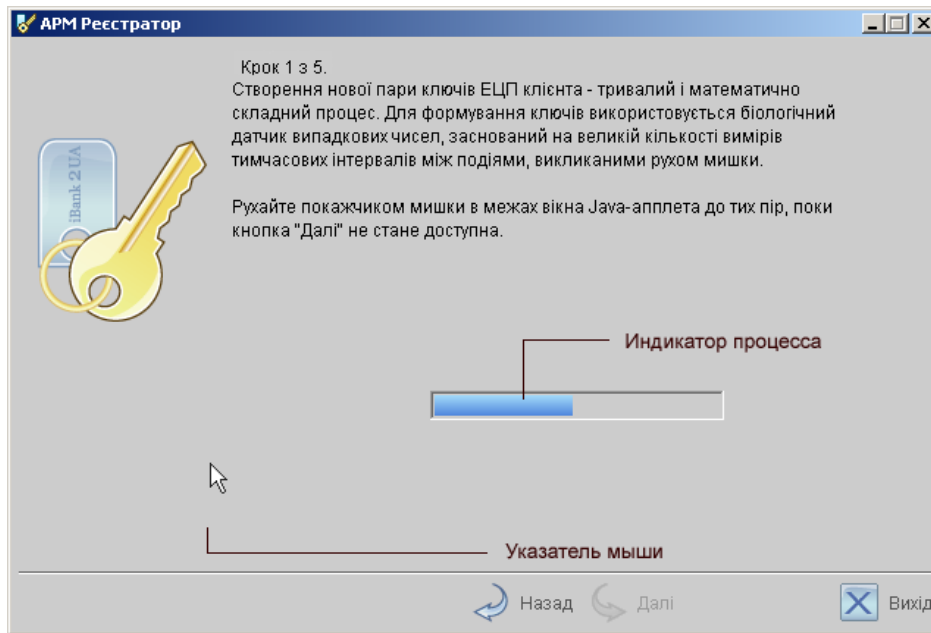 АРМ Реєстратор
Крок 1 з 5.
Створення нової пари ключів ЕЦП клієнта - тривалий і математично
складний процес. Для формування ключів використовується біологічний
датчик випадкових чисел, заснований на великій кількості вимірів
тимчасових інтервалів між подіями, викликаними рухом мишки.
iBank 2 UA
Рухайте покажчиком мишки в межах вікна Java-апплета до тих пір, поки
кнопка "Далі" не стане доступна.
Индикатор процесса
Указатель мыши
Назад Далі Вихід